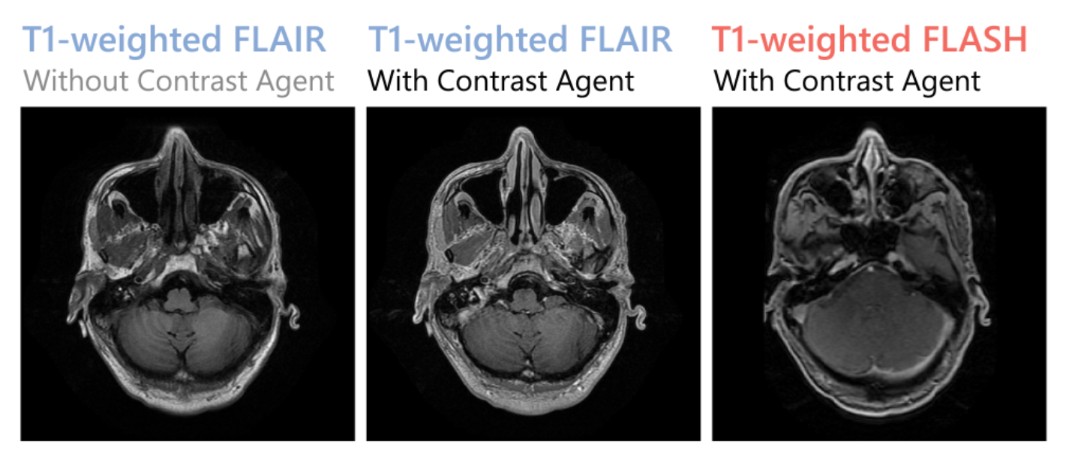 T1-weighted FLAIR
Without Contrast Agent
T1-weighted FLAIR
With Contrast Agent
T1-weighted FLASH
With Contrast Agent